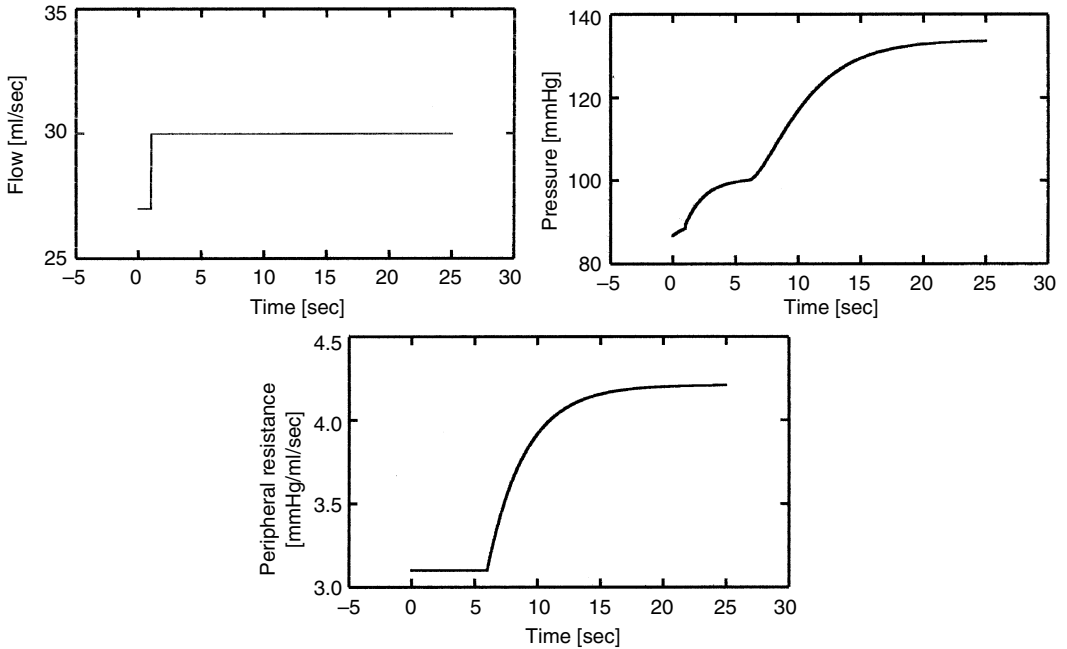 35
30
25
Flow [ml/sec]
–5 0 5 10 15 20 25 30
Time [sec]
140
120
100
80
Pressure [mmHg]
–5 0 5 10 15 20 25 30
Time [sec]
4.5
4.0
3.5
3.0
Peripheral resistance
[mmHg/ml/sec]
–5 0 5 10 15 20 25 30
Time [sec]